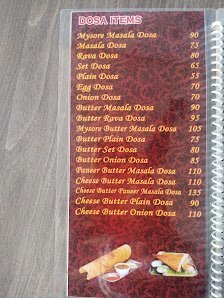 DOSA ITEMS
Mysore Masala Dosa 90
Masala Dosa 75
Rava Dosa 80
Set Dosa 65
Plain Dosa 55
Egg Dosa 70
Onion Dosa 70
Butter Masala Dosa 90
Butter Rava Dosa 95
Mysore Butter Masala Dosa 105
Butter Plain Dosa 75
Butter Set Dosa 80
Butter Onion Dosa 85
Paneer Butter Masala Dosa 110
Cheese Butter Masala Dosa 110
Cheese Butter Paneer Masala Dosa 135
Cheese Butter Plain Dosa 90
Cheese Butter Onion Dosa 110